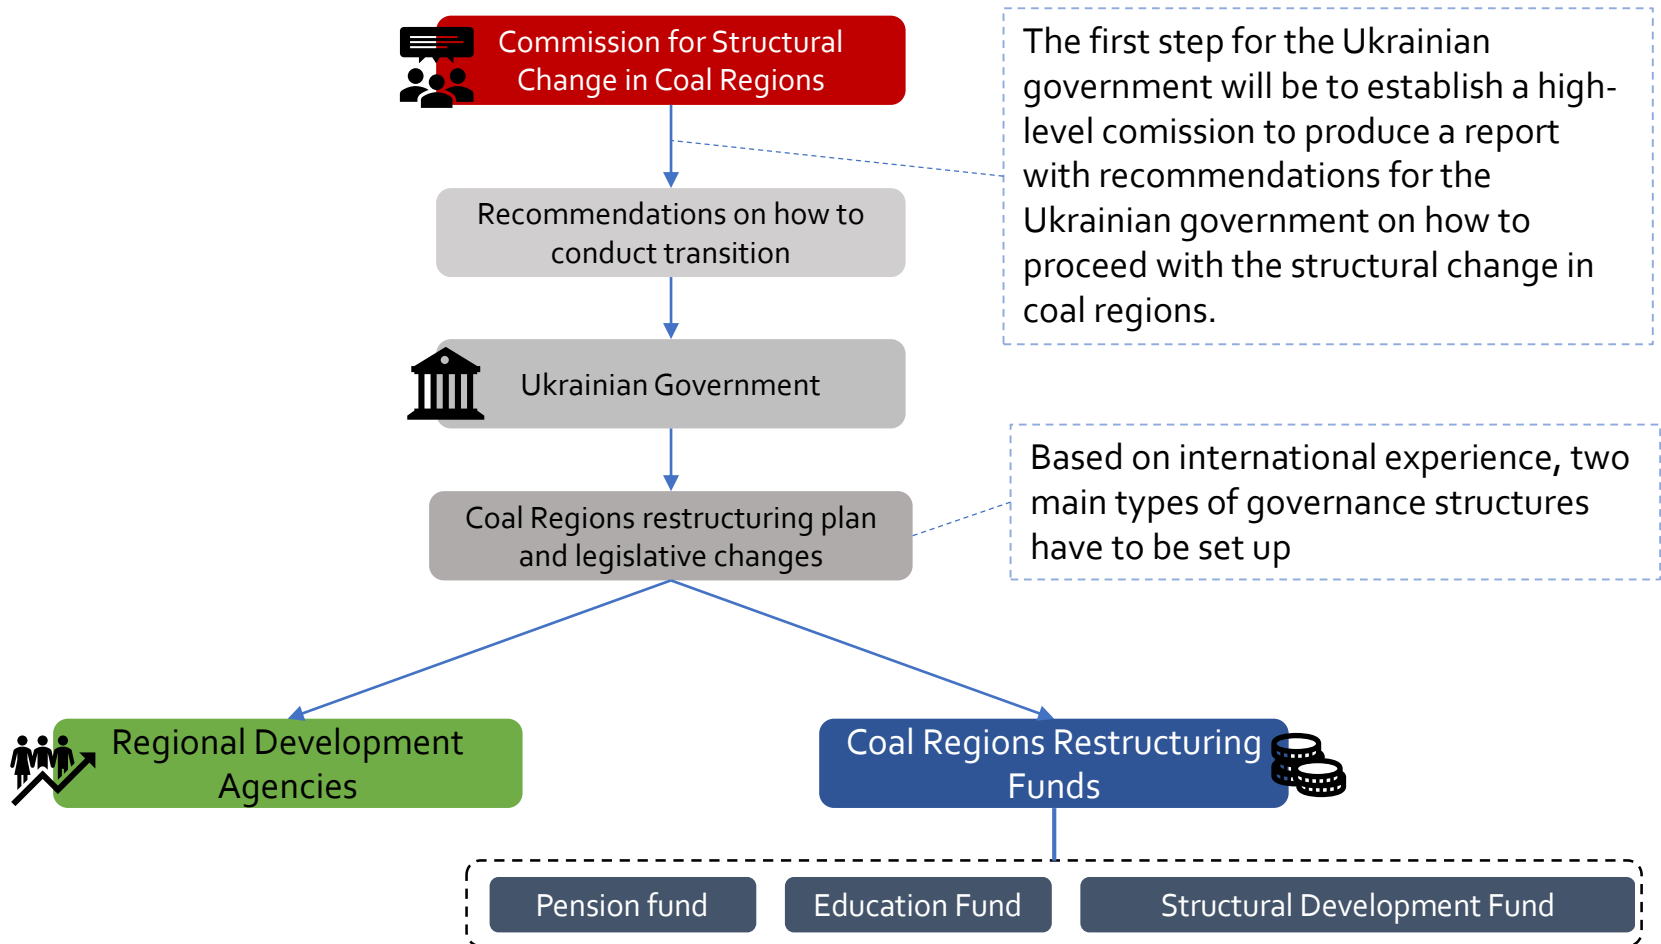 Commission for Structural
Change in Coal Regions
The first step for the Ukrainian
government will be to establish a high-
level comission to produce a report
with recommendations for the
Ukrainian government on how to
proceed with the structural change in
coal regions.
Recommendations on how to
conduct transition
Ukrainian Government
Based on international experience, two
main types of governance structures
have to be set up
Coal Regions restructuring plan
and legislative changes
Regional Development
Agencies
Coal Regions Restructuring
Funds
Pension fund
Education Fund
Structural Development Fund